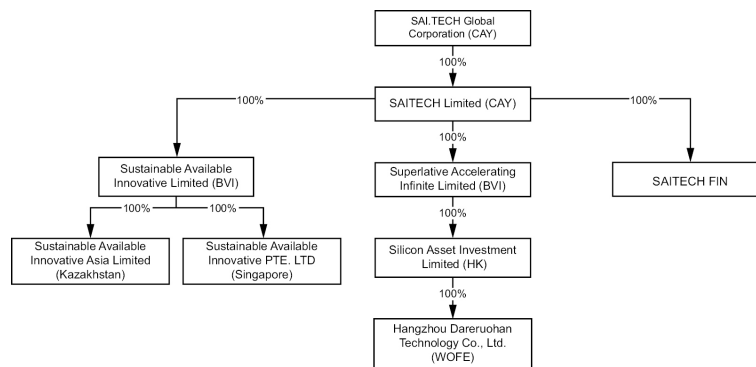 SAI.TECH Global
Corporation (CAY)
100%
SAITECH Limited (CAY)
100%
100%
100%
Sustainable Available
Innovative Limited (BVI)
Superlative Accelerating
Infinite Limited (BVI)
SAITECH FIN
100%
100%
100%
Sustainable Available
Innovative Asia Limited
(Kazakhstan)
Sustainable Available
Innovative PTE. LTD
(Singapore)
Silicon Asset Investment
Limited (HK)
100%
Hangzhou Dareruohan
Technology Co., Ltd.
(WOFE)